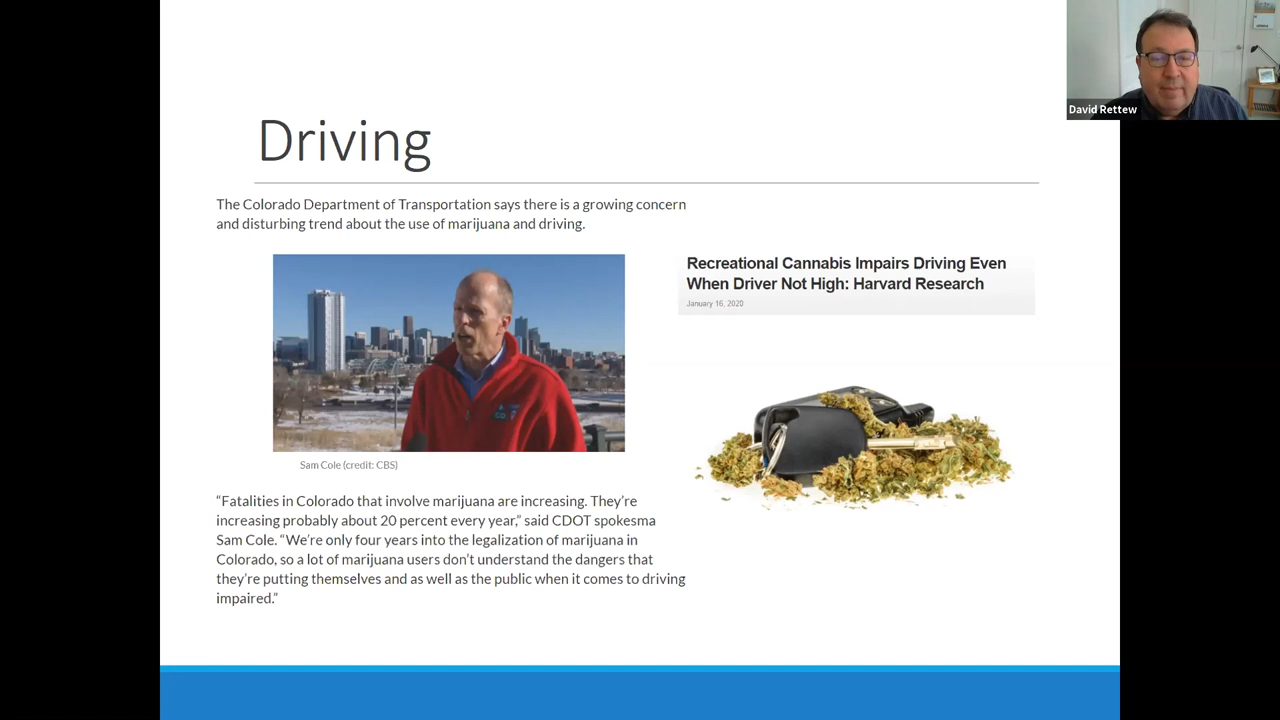 David Rettew
Driving
The Colorado Department of Transportation says there is a growing concern
and disturbing trend about the use of marijuana and driving.
Sam Cole (credit: CBS)
“Fatalities in Colorado that involve marijuana are increasing. They’re
increasing probably about 20 percent every year,” said CDOT spokesma
Sam Cole. “We’re only four years into the legalization of marijuana in
Colorado, so a lot of marijuana users don’t understand the dangers that
they’re putting themselves and as well as the public when it comes to driving
impaired.”
Recreational Cannabis Impairs Driving Even
When Driver Not High: Harvard Research
January 16, 2020